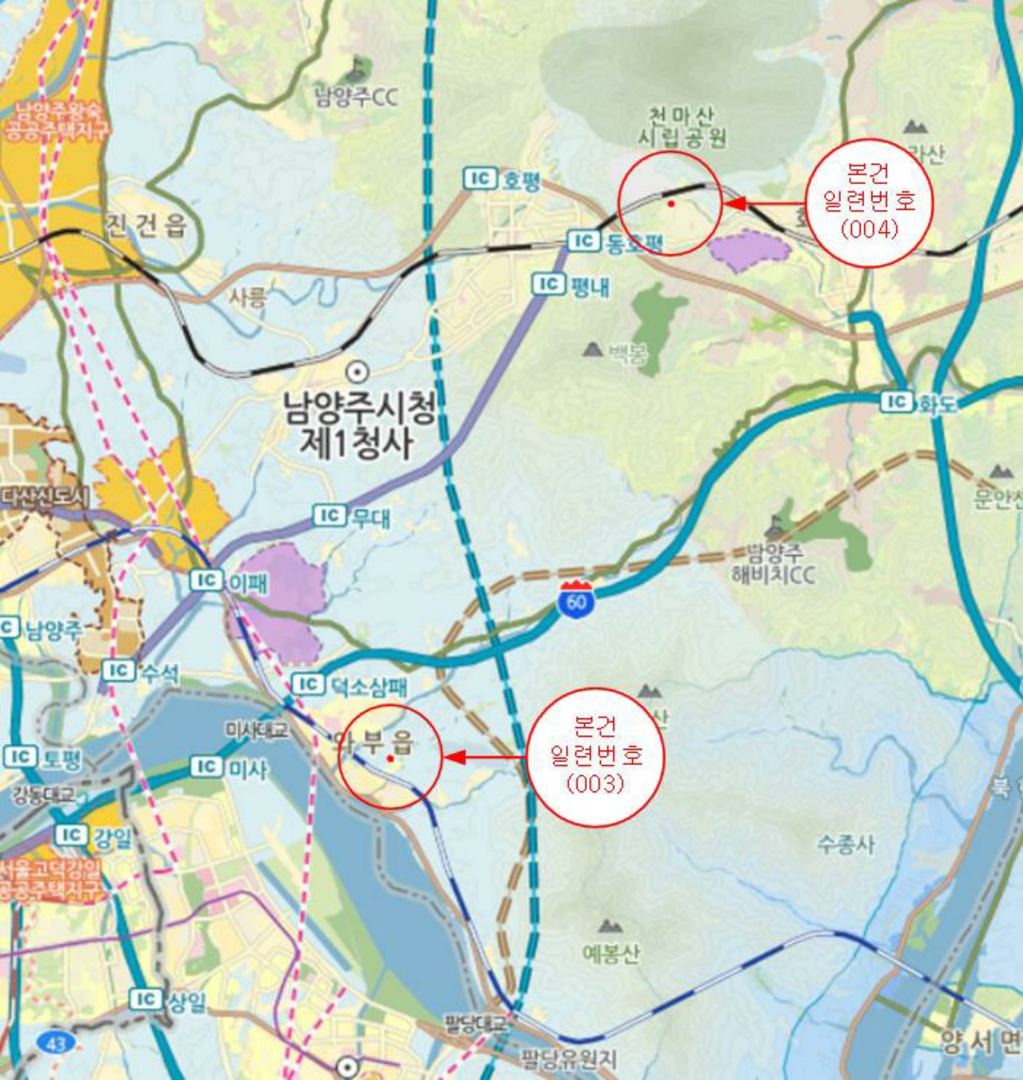 남양주CC
남양주왕숙
공공주택지구
천마산
시립공원
라산
본건
일련번호
(004)
IC 호평
진건읍
화
IC 동호평
IC 평내
사릉
백봉
남양주시청
제1청사
IC 화도
다산신도시
문안산
IC 무대
남양주
해비치CC
IC 이패
60
IC 남양주
IC 수석
IC 덕소삼패
산
미사대교
와부읍
본건
일련번호
(003)
IC 토평
IC 미사
강동대교
북한
IC 강일
수종사
서울고덕강일
공공주택지구
예봉산
IC 상일
팔당대교
43
양서면
팔당유원지